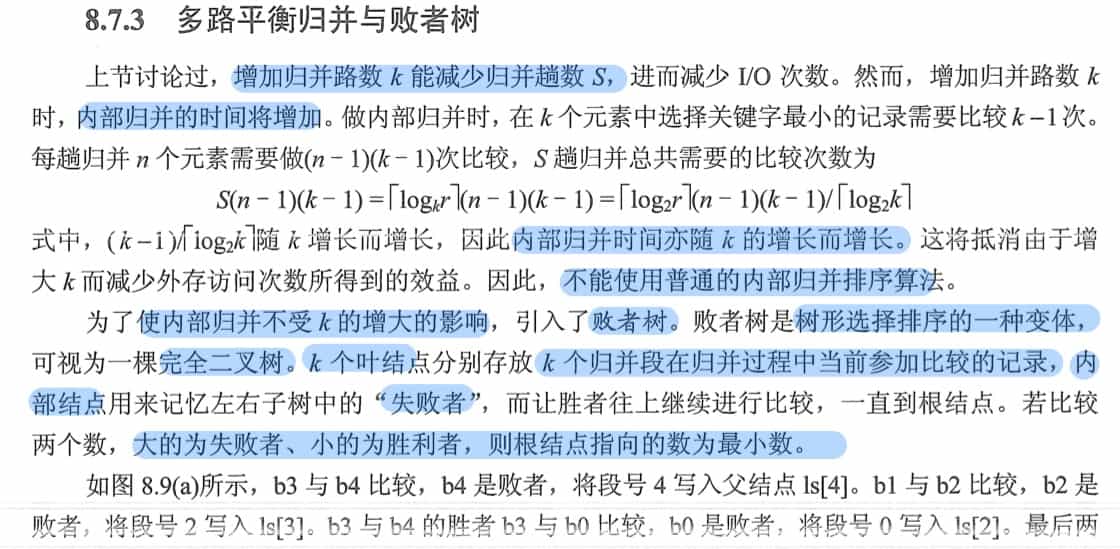 8.7.3 多路平衡归并与败者树
上节讨论过，增加归并路数 k 能减少归并趟数 S，进而减少 I/O 次数。然而，增加归并路数 k
时，内部归并的时间将增加。做内部归并时，在 k 个元素中选择关键字最小的记录需要比较 k−1 次。
每趟归并 n 个元素需要做(n − 1)(k − 1)次比较，S 趟归并总共需要的比较次数为
S(n − 1)(k − 1) =⌈logₖr⌉(n − 1)(k − 1) =⌈log₂r⌉(n − 1)(k − 1)/⌈log₂k⌉
式中，(k−1)/⌈log₂k⌉随 k 增长而增长，因此内部归并时间亦随 k 的增长而增长。这将抵消由于增
大 k 而减少外存访问次数所得到的效益。因此，不能使用普通的内部归并排序算法。
为了使内部归并不受 k 的增大的影响，引入了败者树。败者树是树形选择排序的一种变体，
可视为一棵完全二叉树。k 个叶结点分别存放 k 个归并段在归并过程中当前参加比较的记录，内
部结点用来记忆左右子树中的“失败者”，而让胜者往上继续进行比较，一直到根结点。若比较
两个数，大的为失败者、小的为胜利者，则根结点指向的数为最小数。
如图 8.9(a)所示，b3 与 b4 比较，b4 是败者，将段号 4 写入父结点 ls[4]。b1 与 b2 比较，b2 是
败者，将段号 2 写入 ls[3]。b3 与 b4 的胜者 b3 与 b0 比较，b0 是败者，将段号 0 写入 ls[2]。最后两